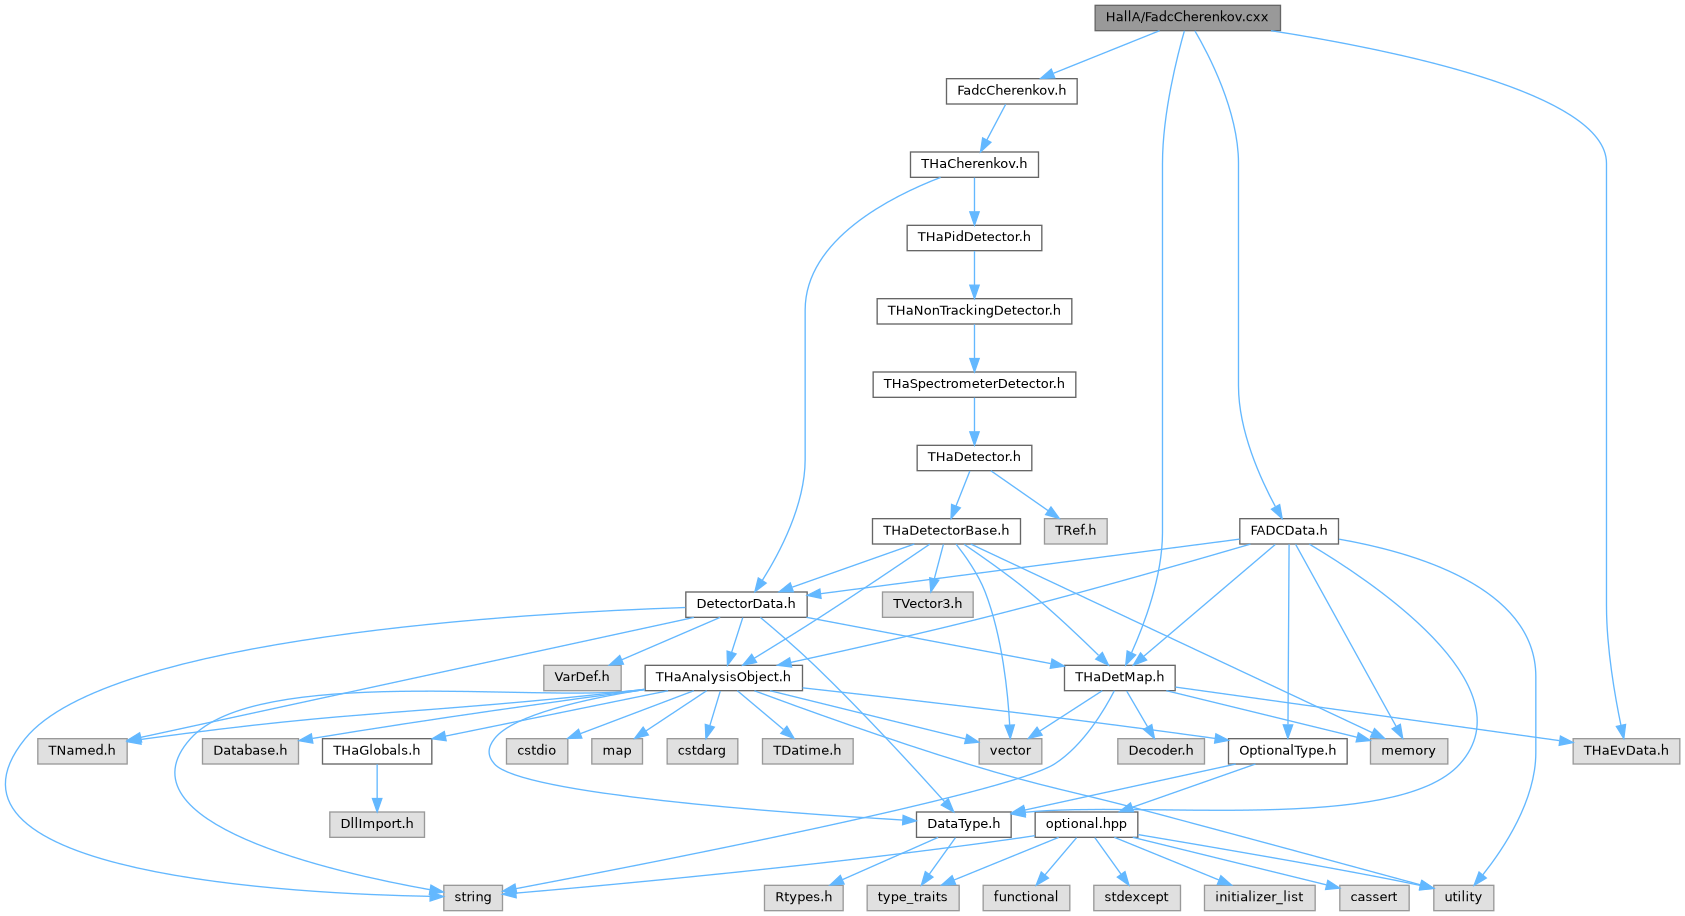 HallA/FadcCherenkov.cxx
FadcCherenkov.h
THaCherenkov.h
THaPidDetector.h
THaNonTrackingDetector.h
THaSpectrometerDetector.h
THaDetector.h
THaDetectorBase.h
TRef.h
FADCData.h
DetectorData.h
TVector3.h
VarDef.h
THaAnalysisObject.h
THaDetMap.h
TNamed.h
Database.h
THaGlobals.h
cstdio
map
cstdarg
TDatime.h
vector
Decoder.h
OptionalType.h
memory
THaEvData.h
DllImport.h
DataType.h
optional.hpp
string
Rtypes.h
type_traits
functional
stdexcept
initializer_list
cassert
utility